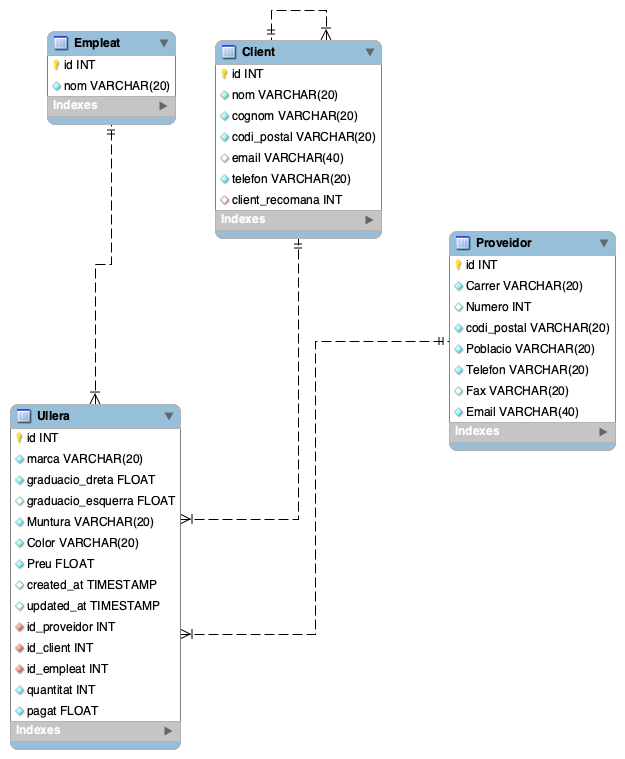 Empleat
id INT
nom VARCHAR(20)
Indexes
Client
id INT
nom VARCHAR(20)
cognom VARCHAR(20)
codi_postal VARCHAR(20)
email VARCHAR(40)
telefon VARCHAR(20)
client_recomana INT
Indexes
Proveidor
id INT
Carrer VARCHAR(20)
Numero INT
codi_postal VARCHAR(20)
Poblacio VARCHAR(20)
Telefon VARCHAR(20)
Fax VARCHAR(20)
Email VARCHAR(40)
Indexes
Ullera
id INT
marca VARCHAR(20)
graduacio_dreta FLOAT
graduacio_esquerra FLOAT
Muntura VARCHAR(20)
Color VARCHAR(20)
Preu FLOAT
created_at TIMESTAMP
updated_at TIMESTAMP
id_proveidor INT
id_client INT
id_empleat INT
quantitat INT
pagat FLOAT
Indexes